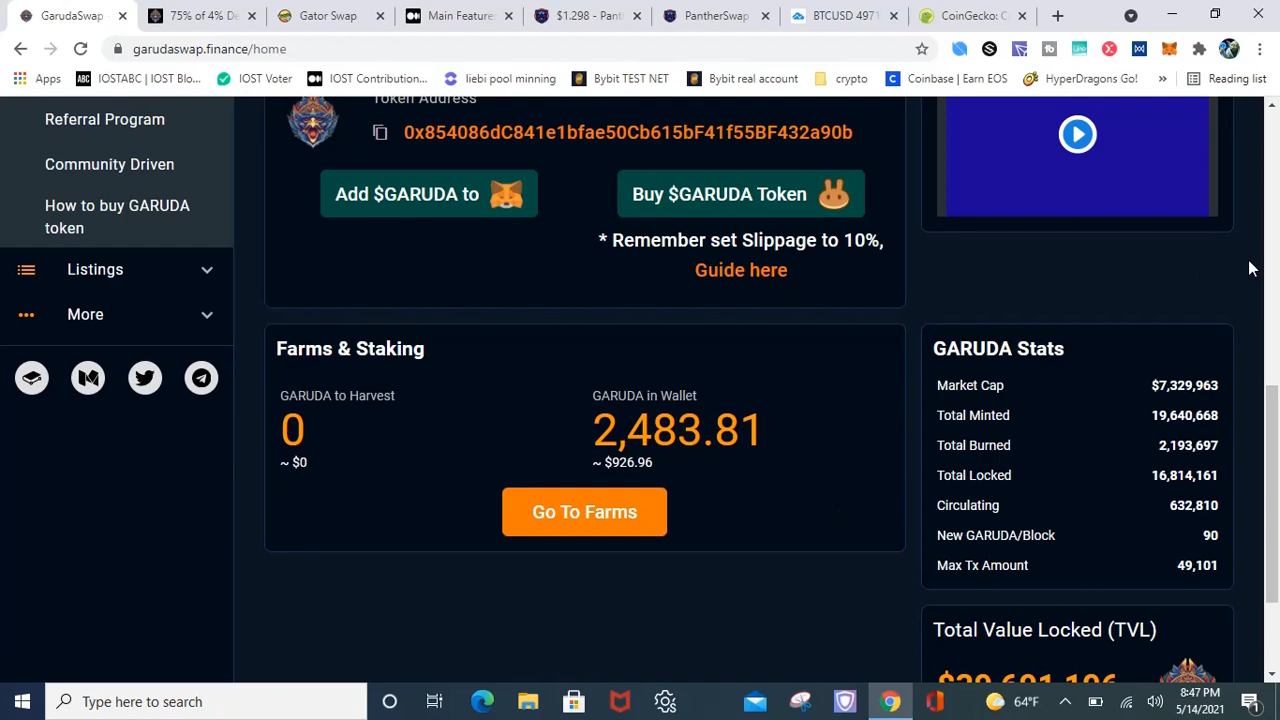 GarudaSwap
75% of 4% De
Gator Swap
Main Feature
$1.298 - Pant
PantherSwap
BTCUSD 4971
CoinGecko: C
garudaswap.finance/home
Apps
IOSTABC | IOST Blo...
IOST Voter
IOST Contribution...
liebi pool minning
Bybit TEST NET
Bybit real account
crypto
Coinbase | Earn EOS
HyperDragons Go!
»
Reading list
Referral Program
Community Driven
How to buy GARUDA
token
Listings
More
Token Address
0x854086dC841e1bfae50Cb615bF41f55BF432a90b
Add $GARUDA to
Buy $GARUDA Token
* Remember set Slippage to 10%,
Guide here
Farms & Staking
GARUDA to Harvest
0
~ $0
GARUDA in Wallet
2,483.81
~ $926.96
Go To Farms
GARUDA Stats
Market Cap $7,329,963
Total Minted 19,640,668
Total Burned 2,193,697
Total Locked 16,814,161
Circulating 632,810
New GARUDA/Block 90
Max Tx Amount 49,101
Total Value Locked (TVL)
Type here to search
64°F
8:47 PM
5/14/2021